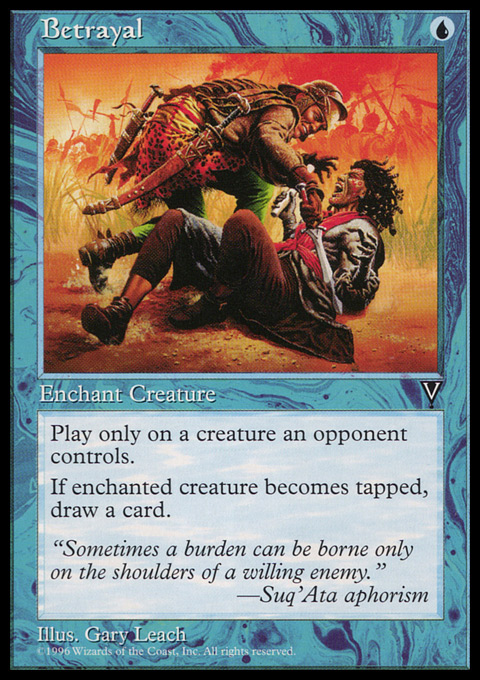 Betrayal
Enchant Creature
V
Play only on a creature an opponent
controls.
If enchanted creature becomes tapped,
draw a card.
“Sometimes a burden can be borne only
on the shoulders of a willing enemy.”
—Suq’Ata aphorism
Illus. Gary Leach
©1996 Wizards of the Coast, Inc. All rights reserved.